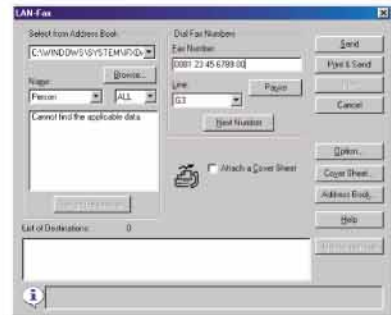 LAN-Fax
Select from Address Book
C:\WINDOWS\SYSTEM\FXD
Browse...
Name:
Person
ALL
Cannot find the applicable data
List of Destinations: 0
Dial Fax Numbers
Fax Number:
0081 23 45 6789 00
Line:
G3
Pause
Next Number
Attach a Cover Sheet
Send
Print & Send
Cancel
Option...
Cover Sheet...
Address Book...
Help